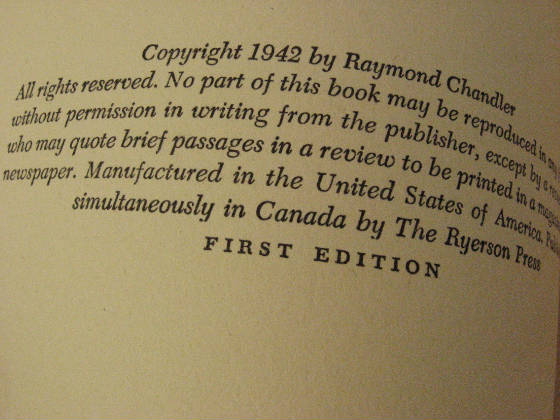 Copyright 1942 by Raymond Chandler
All rights reserved. No part of this book may be reproduced in any
without permission in writing from the publisher, except by a
who may quote brief passages in a review to be printed in a
newspaper. Manufactured in the United States of America.
simultaneously in Canada by The Ryerson Press
FIRST EDITION